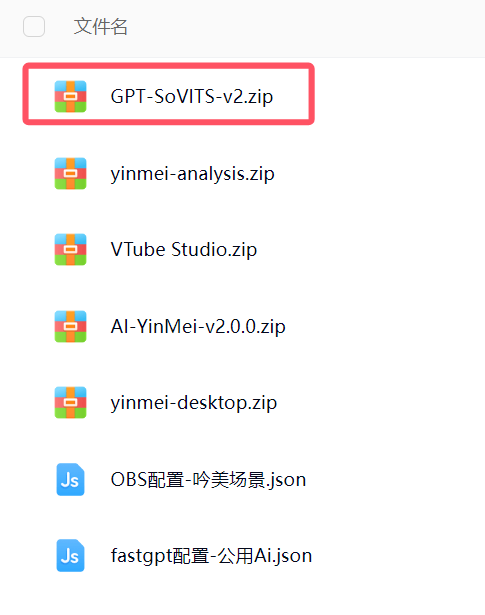 文件名
GPT-SoVITS-v2.zip
yinmei-analysis.zip
VTube Studio.zip
AI-YinMei-v2.0.0.zip
yinmei-desktop.zip
Js
OBS配置-吟美场景.json
Js
fastgpt配置-公用Ai.json